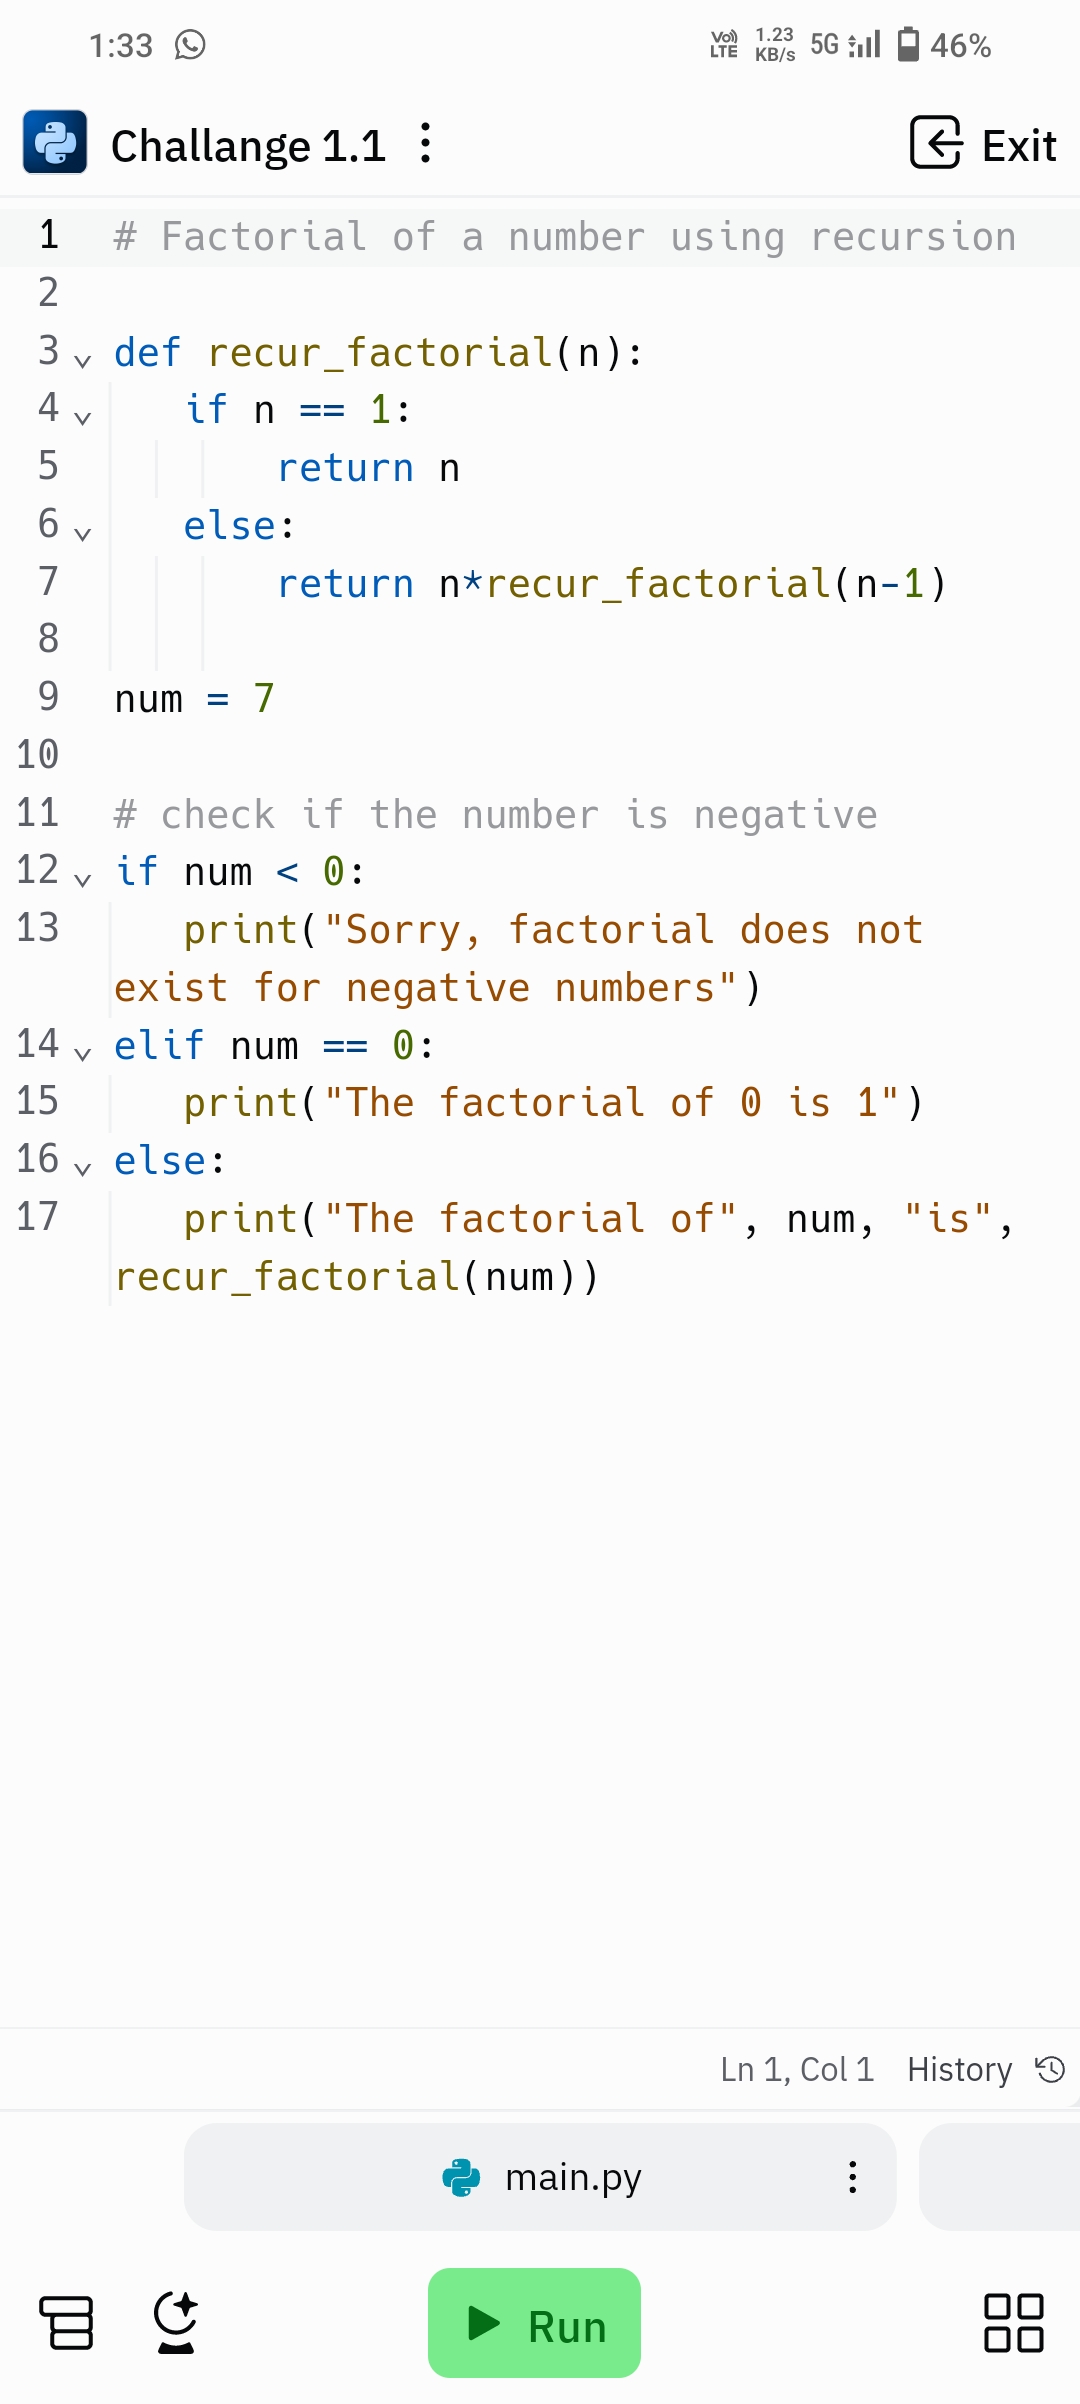 1:33 Vo)) LTE 1.23 KB/s 5G 46%
Challange 1.1 Exit
1 # Factorial of a number using recursion
2
3 def recur_factorial(n):
4    if n == 1:
5        return n
6    else:
7        return n*recur_factorial(n-1)
8
9 num = 7
10
11 # check if the number is negative
12 if num < 0:
13    print("Sorry, factorial does not
exist for negative numbers")
14 elif num == 0:
15    print("The factorial of 0 is 1")
16 else:
17    print("The factorial of", num, "is",
recur_factorial(num))
Ln 1, Col 1 History
main.py
Run